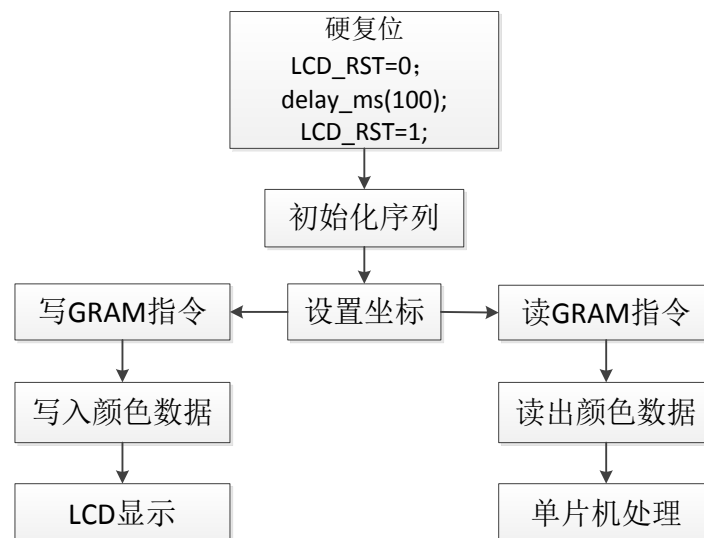 硬复位
LCD_RST=0；
delay_ms(100);
LCD_RST=1;
初始化序列
写GRAM指令
设置坐标
读GRAM指令
写入颜色数据
读出颜色数据
LCD显示
单片机处理